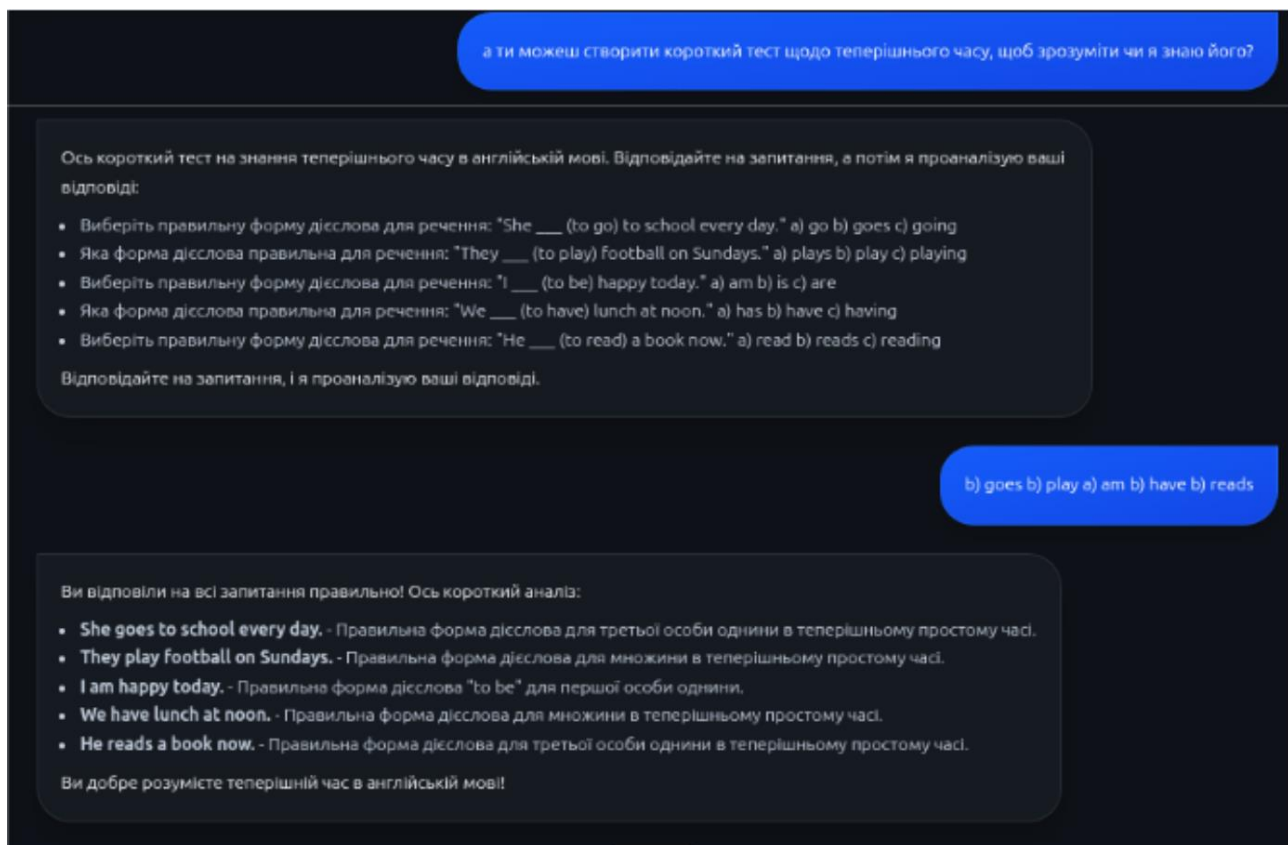 а ти можеш створити короткий тест щодо теперішнього часу, щоб зрозуміти чи я знаю його?
Ось короткий тест на знання теперішнього часу в англійській мові. Відповідайте на запитання, а потім я проаналізую ваші
відповіді:
• Виберіть правильну форму дієслова для речення: "She ___ (to go) to school every day." a) go b) goes c) going
• Яка форма дієслова правильна для речення: "They ___ (to play) football on Sundays." a) plays b) play c) playing
• Виберіть правильну форму дієслова для речення: "I ___ (to be) happy today." a) am b) is c) are
• Яка форма дієслова правильна для речення: "We ___ (to have) lunch at noon." a) has b) have c) having
• Виберіть правильну форму дієслова для речення: "He ___ (to read) a book now." a) read b) reads c) reading
Відповідайте на запитання, і я проаналізую ваші відповіді.
b) goes b) play a) am b) have b) reads
Ви відповіли на всі запитання правильно! Ось короткий аналіз:
• She goes to school every day. - Правильна форма дієслова для третьої особи однини в теперішньому простому часі.
• They play football on Sundays. - Правильна форма дієслова для множини в теперішньому простому часі.
• I am happy today. - Правильна форма дієслова "to be" для першої особи однини.
• We have lunch at noon. - Правильна форма дієслова для множини в теперішньому простому часі.
• He reads a book now. - Правильна форма дієслова для третьої особи однини в теперішньому простому часі.
Ви добре розумієте теперішній час в англійській мові!